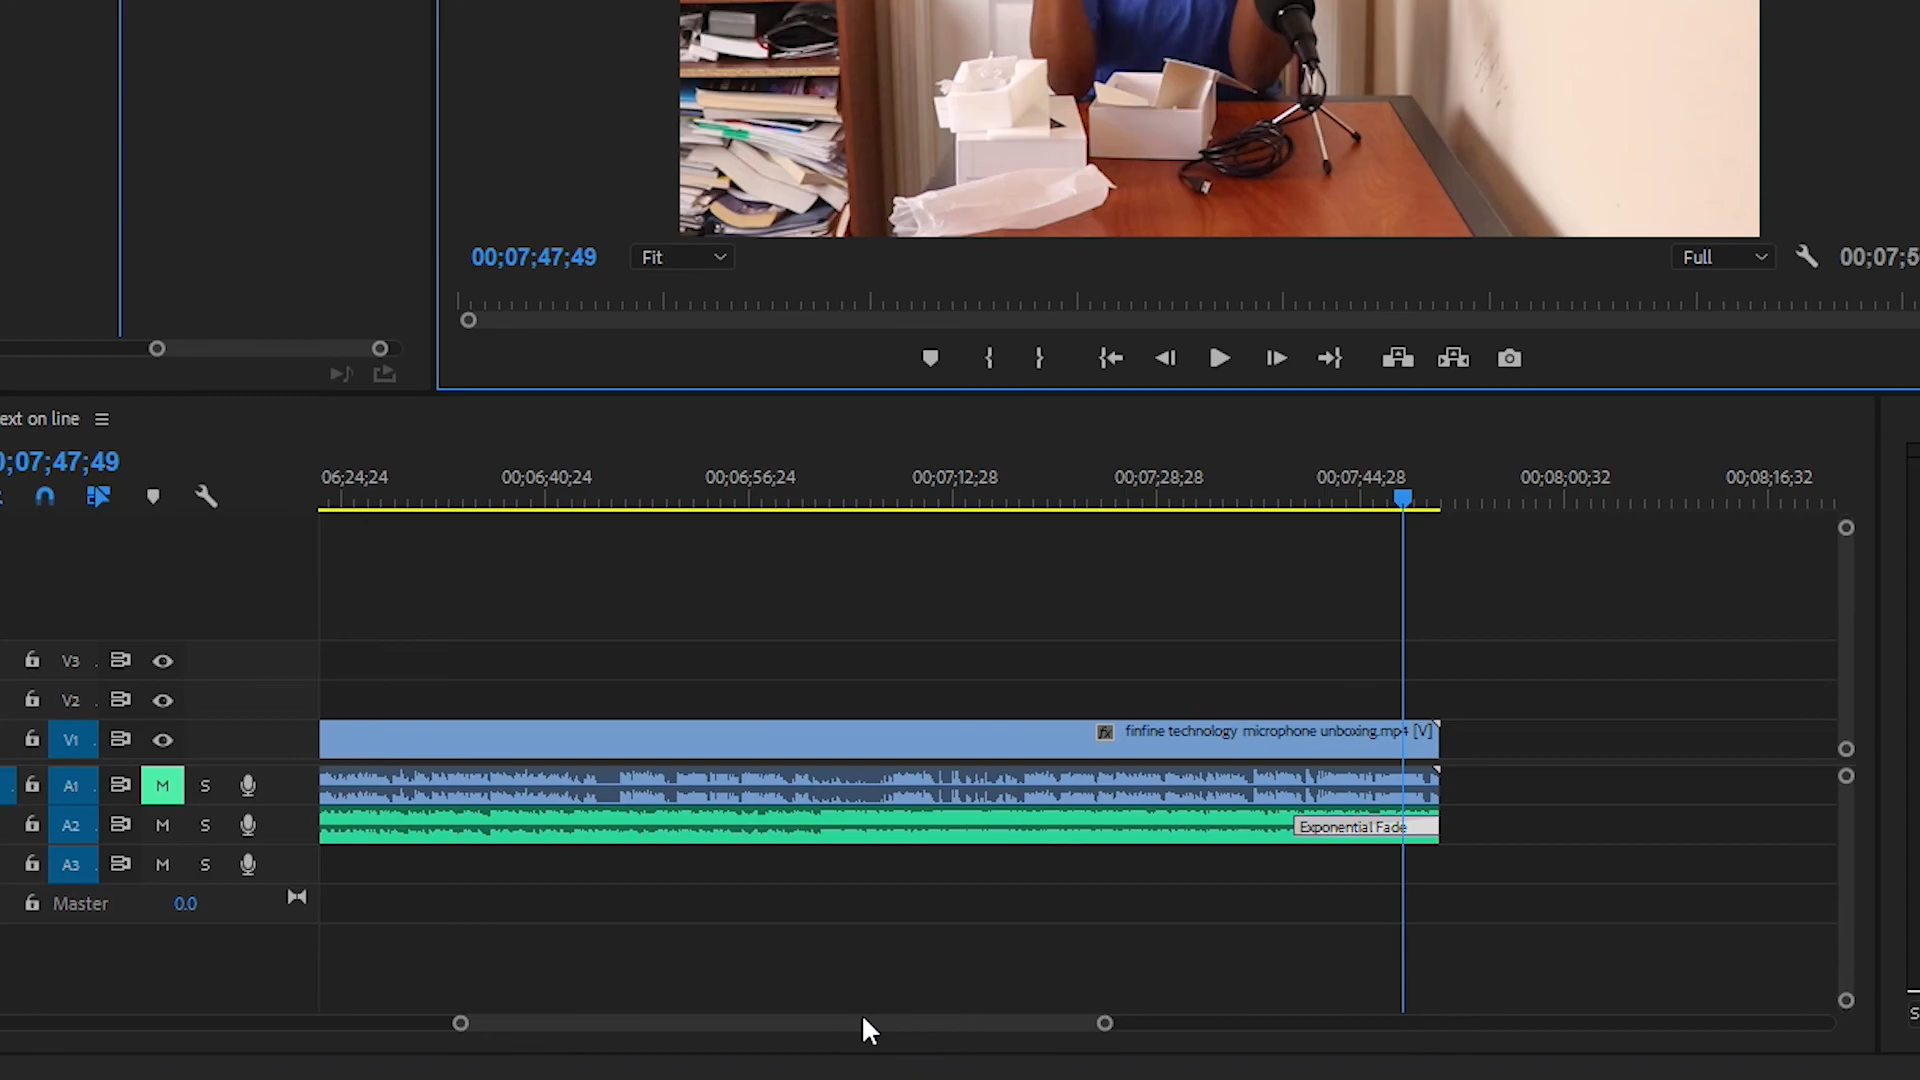 00;07;47;49
Fit
Full
00;07;5
ext on line
;07;47;49
06;24;24
00;06;40;24
00;06;56;24
00;07;12;28
00;07;28;28
00;07;44;28
00;08;00;32
00;08;16;32
V3
V2
V1
fx finfine technology microphone unboxing.mp4 [V]
A1 M S
A2 M S
Exponential Fade
A3 M S
Master 0.0
S